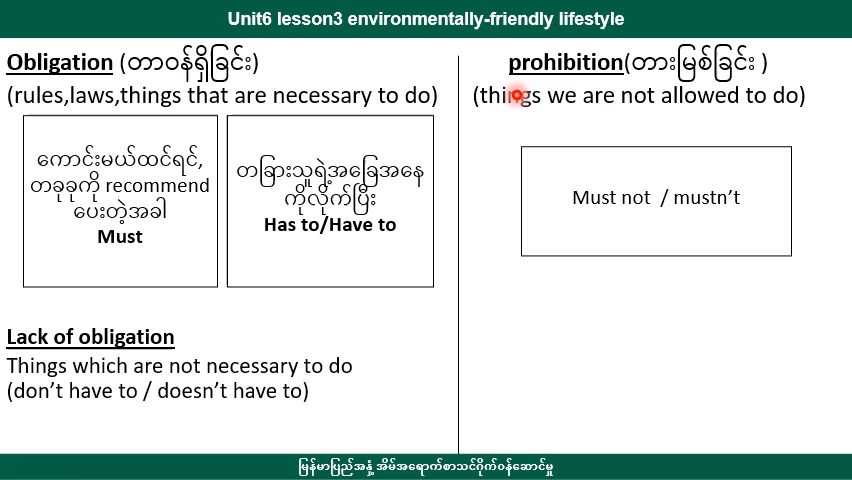 Unit6 lesson3 environmentally-friendly lifestyle
Obligation (တာဝန်ရှိခြင်း)
(rules,laws,things that are necessary to do)
ကောင်းမယ်ထင်ရင်,
တခုခုကို recommend
ပေးတဲ့အခါ
Must
တခြားသူရဲ့အခြေအနေ
ကိုလိုက်ပြီး
Has to/Have to
Lack of obligation
Things which are not necessary to do
(don’t have to / doesn’t have to)
prohibition(တားမြစ်ခြင်း )
(things we are not allowed to do)
Must not / mustn’t
မြန်မာပြည်အနှံ့ အိမ်အရောက်စာသင်ဂိုက်ဝန်ဆောင်မှု